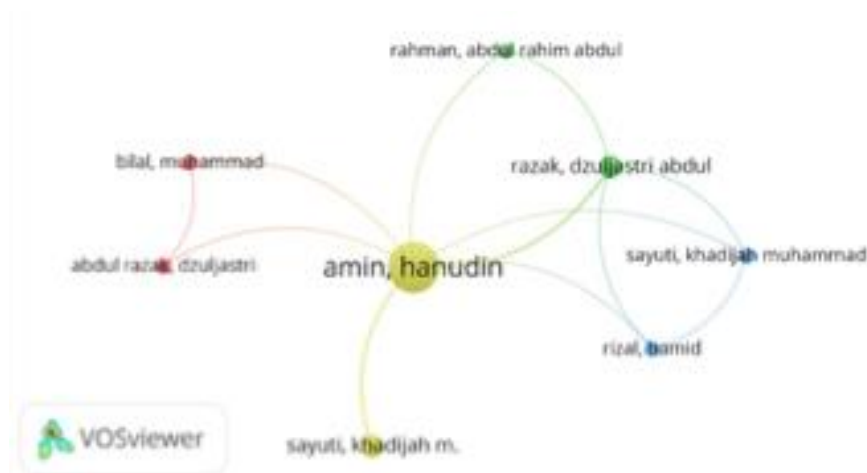 rahman, abdul rahim abdul
bilal, muhammad
razak, dzuljastri abdul
abdul razak, dzuljastri
amin, hanudin
sayuti, khadijah muhammad
rizal, hamid
VOSviewer
sayuti, khadijah m.